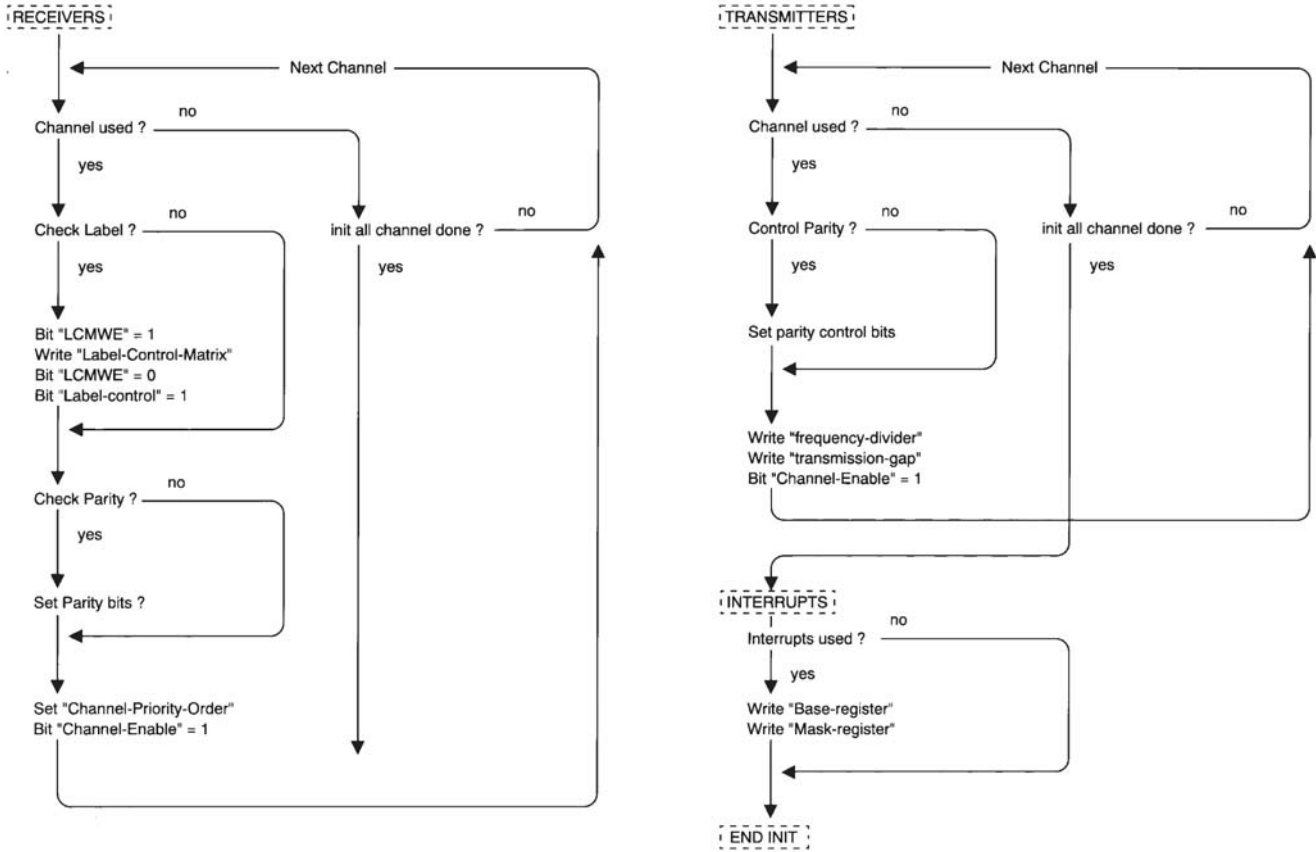 RECEIVERS
Next Channel
no
Channel used ?
yes
no
no
Check Label ?
init all channel done ?
yes
yes
Bit "LCMWE" = 1
Write "Label-Control-Matrix"
Bit "LCMWE" = 0
Bit "Label-control" = 1
no
Check Parity ?
yes
Set Parity bits ?
Set "Channel-Priority-Order"
Bit "Channel-Enable" = 1
TRANSMITTERS
Next Channel
no
Channel used ?
yes
no
no
Control Parity ?
init all channel done ?
yes
yes
Set parity control bits
Write "frequency-divider"
Write "transmission-gap"
Bit "Channel-Enable" = 1
INTERRUPTS
no
Interrupts used ?
yes
Write "Base-register"
Write "Mask-register"
END INIT